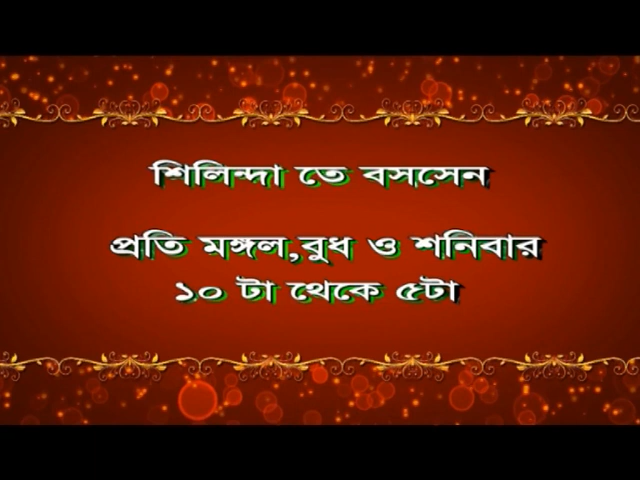 শিলিন্দা তে বসসেন
প্রতি মঙ্গল,বুধ ও শনিবার
১০ টা থেকে ৫টা